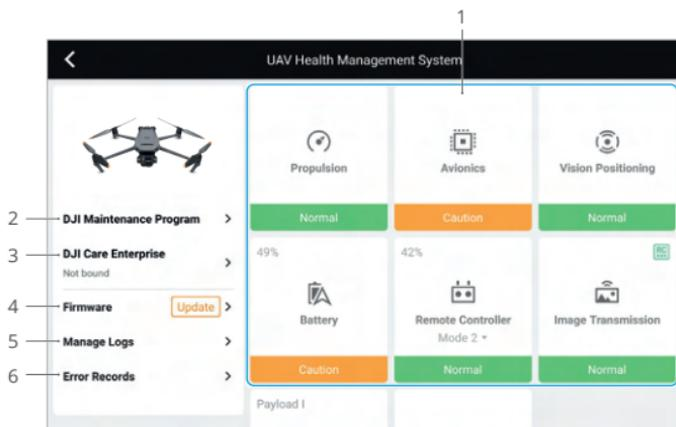 1
UAV Health Management System
Propulsion
Avionics
Vision Positioning
Normal
Caution
Normal
2
DJI Maintenance Program
3
DJI Care Enterprise
Not bound
4
Firmware
Update
5
Manage Logs
6
Error Records
49%
42%
RC
Battery
Remote Controller
Mode 2
Image Transmission
Caution
Normal
Normal
Payload I